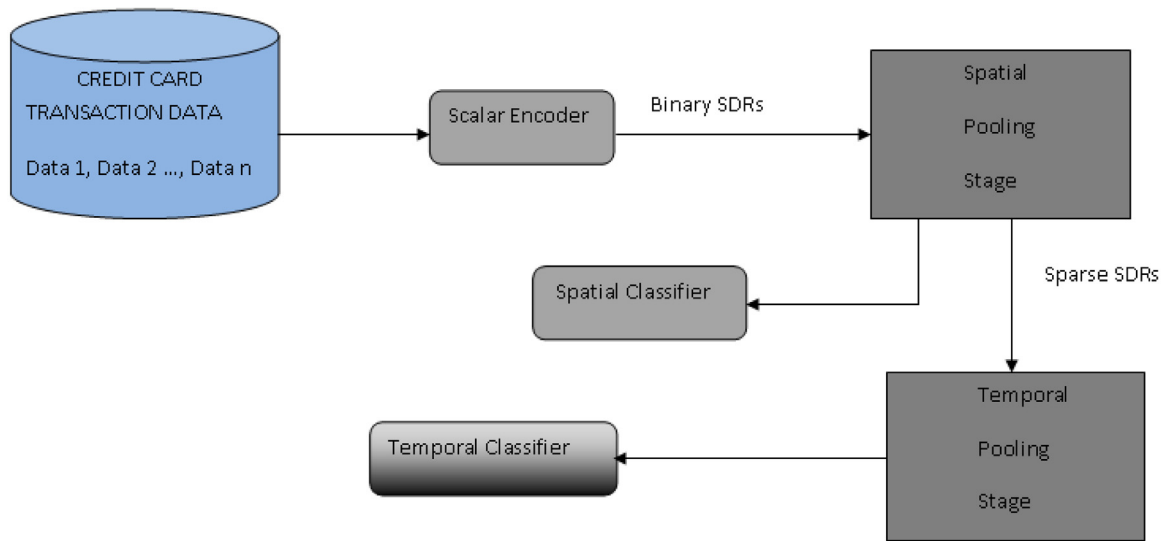 CREDIT CARD
TRANSACTION DATA
Data 1, Data 2 ..., Data n
Scalar Encoder
Binary SDRs
Spatial
Pooling
Stage
Spatial Classifier
Sparse SDRs
Temporal
Pooling
Stage
Temporal Classifier